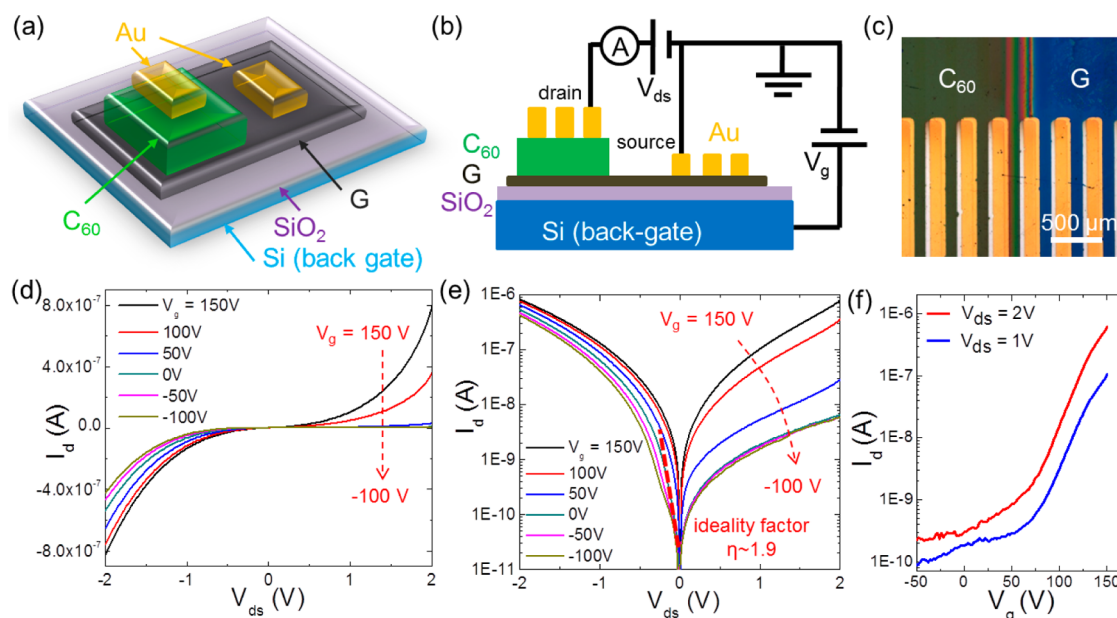 (a)
Au
C60
SiO2
G
Si (back gate)
(b)
A
Vds
drain
source
Au
C60
G
SiO2
Si (back-gate)
Vg
(c)
C60
G
500 μm
(d)
8.0x10-7
4.0x10-7
0.0
-4.0x10-7
-8.0x10-7
Id (A)
Vg = 150V
100V
50V
0V
-50V
-100V
Vg = 150 V
-100 V
-2 -1 0 1 2
Vds (V)
(e)
1E-6
1E-7
1E-8
1E-9
1E-10
1E-11
Id (A)
Vg = 150 V
-100 V
Vg = 150V
100V
50V
0V
-50V
-100V
ideality factor
η~1.9
-2 -1 0 1 2
Vds (V)
(f)
Vds = 2V
Vds = 1V
1E-6
1E-7
1E-8
1E-9
1E-10
Id (A)
-50 0 50 100 150
Vg (V)